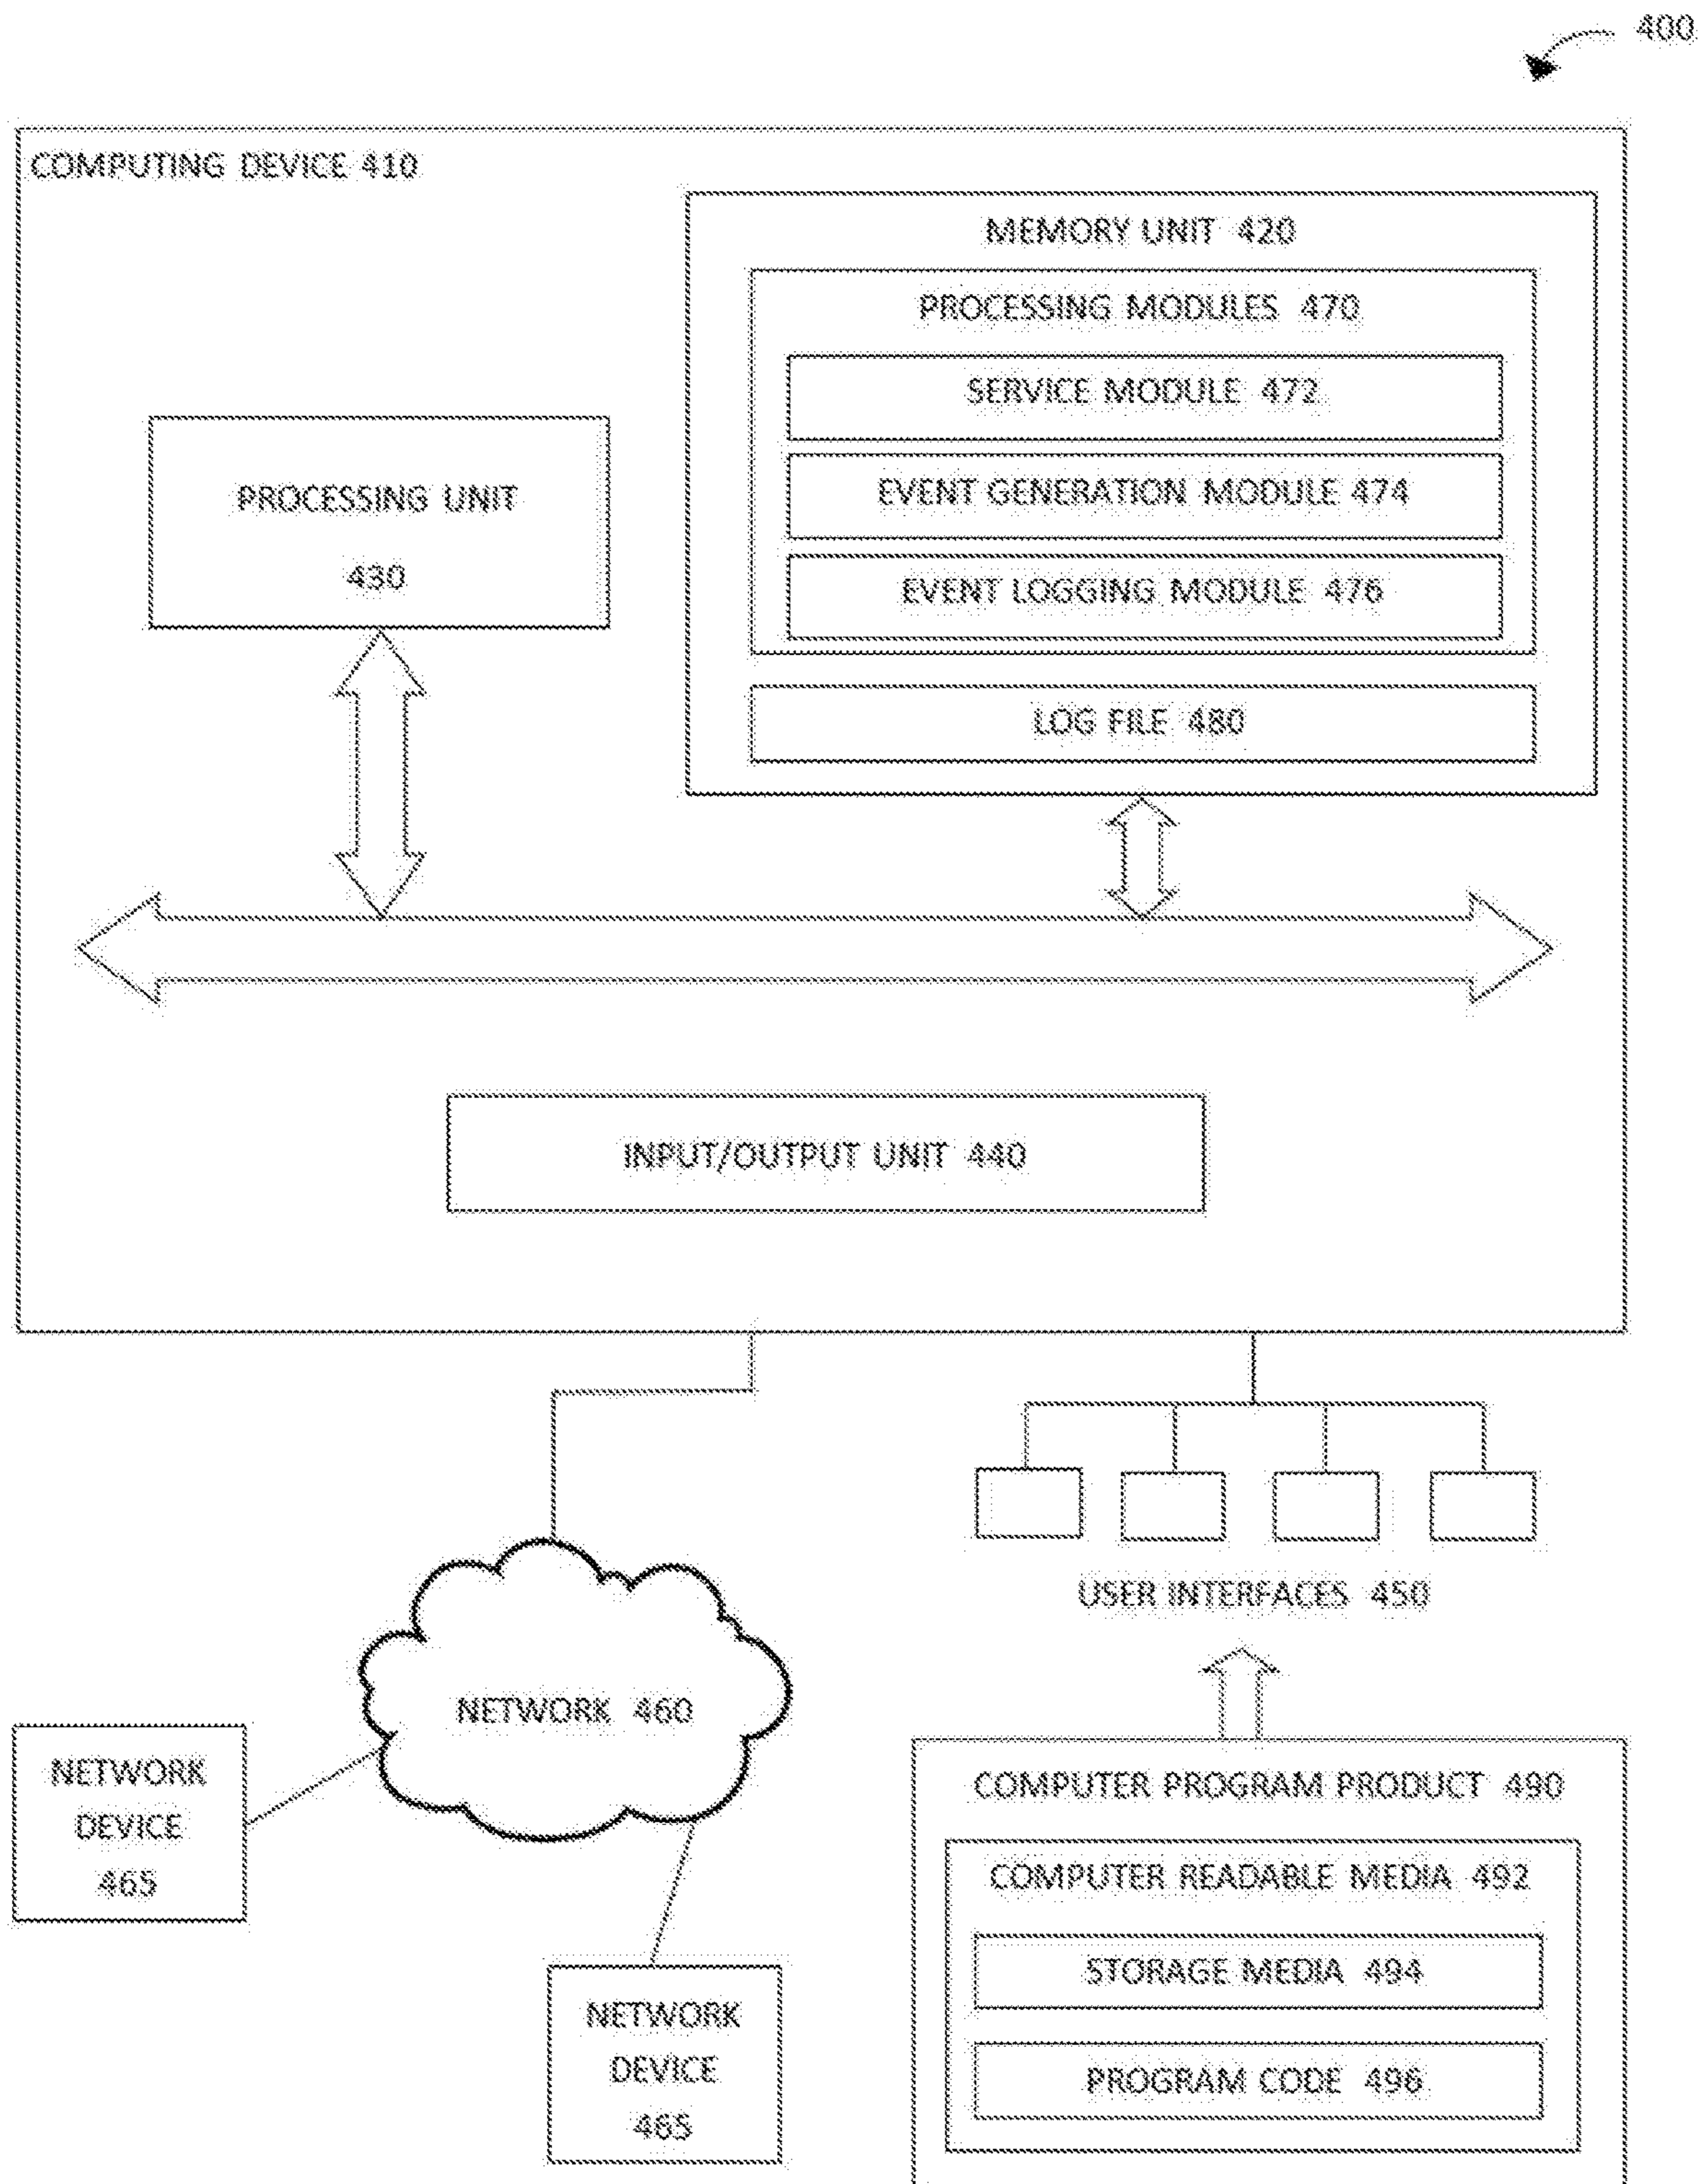 400
COMPUTING DEVICE 410
MEMORY UNIT 420
PROCESSING MODULES 470
SERVICE MODULE 472
EVENT GENERATION MODULE 474
EVENT LOGGING MODULE 476
LOG FILE 480
PROCESSING UNIT
430
INPUT/OUTPUT UNIT 440
USER INTERFACES 450
NETWORK 460
NETWORK
DEVICE
465
NETWORK
DEVICE
465
COMPUTER PROGRAM PRODUCT 490
COMPUTER READABLE MEDIA 492
STORAGE MEDIA 494
PROGRAM CODE 496